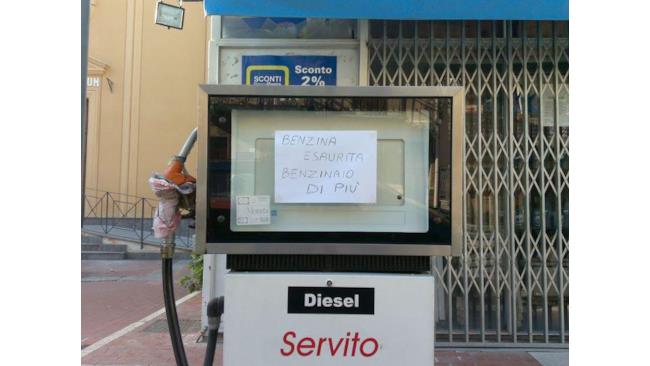 SCONTI
Sconto
2%
BENZINA
ESAURITA
BENZINAIO
DI PIÙ
Diesel
Servito